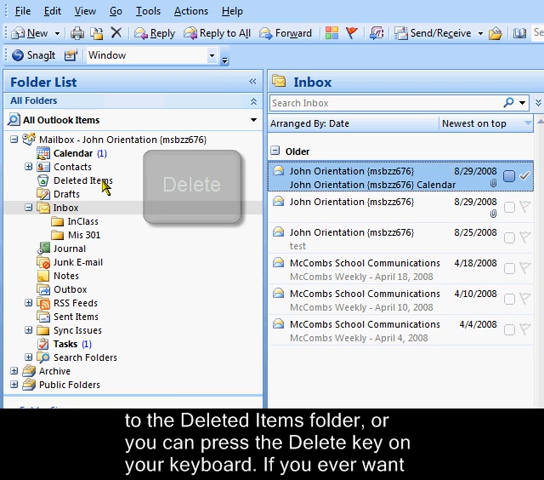 File Edit View Go Tools Actions Help
New Reply Reply to All Forward Send/Receive
SnagIt Window
Folder List «
All Folders
All Outlook Items
Mailbox - John Orientation (msbzz676)
Calendar (1)
Contacts
Deleted Items
Drafts
Inbox
InClass
Mis 301
Journal
Junk E-mail
Notes
Outbox
RSS Feeds
Sent Items
Sync Issues
Tasks (1)
Search Folders
Archive
Public Folders
Delete
Inbox
Search Inbox
Arranged By: Date Newest on top
Older
John Orientation (msbzz676) 8/29/2008
John Orientation (msbzz676) Calendar
John Orientation (msbzz676) 8/29/2008
John Orientation (msbzz676) 8/25/2008
test
McCombs School Communications 4/18/2008
McCombs Weekly - April 18, 2008
McCombs School Communications 4/10/2008
McCombs Weekly - April 10, 2008
McCombs School Communications 4/4/2008
McCombs Weekly - April 4, 2008
to the Deleted Items folder, or
you can press the Delete key on
your keyboard. If you ever want